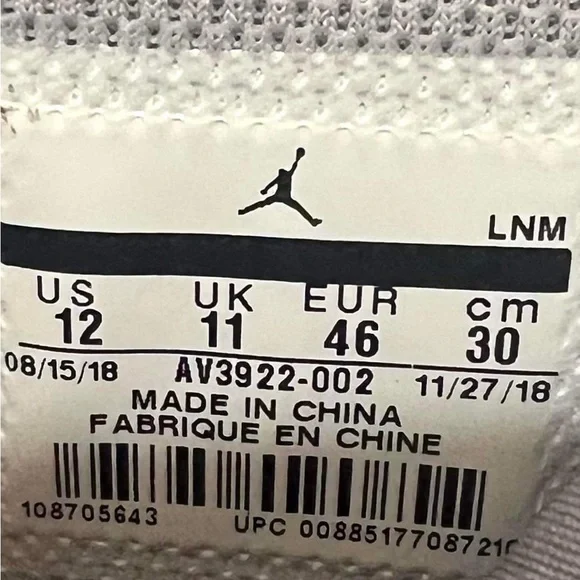 LNM
US UK EUR cm
12 11 46 30
08/15/18 AV3922-002 11/27/18
MADE IN CHINA
FABRIQUE EN CHINE
108705643 UPC